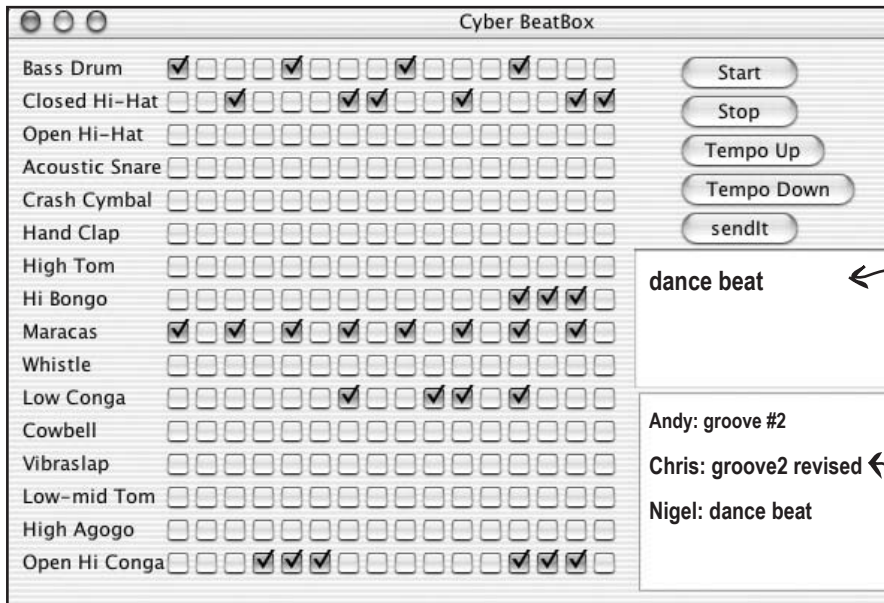 Cyber BeatBox
Bass Drum
Closed Hi-Hat
Open Hi-Hat
Acoustic Snare
Crash Cymbal
Hand Clap
High Tom
Hi Bongo
Maracas
Whistle
Low Conga
Cowbell
Vibraslap
Low-mid Tom
High Agogo
Open Hi Conga
Start
Stop
Tempo Up
Tempo Down
sendIt
dance beat
Andy: groove #2
Chris: groove2 revised
Nigel: dance beat